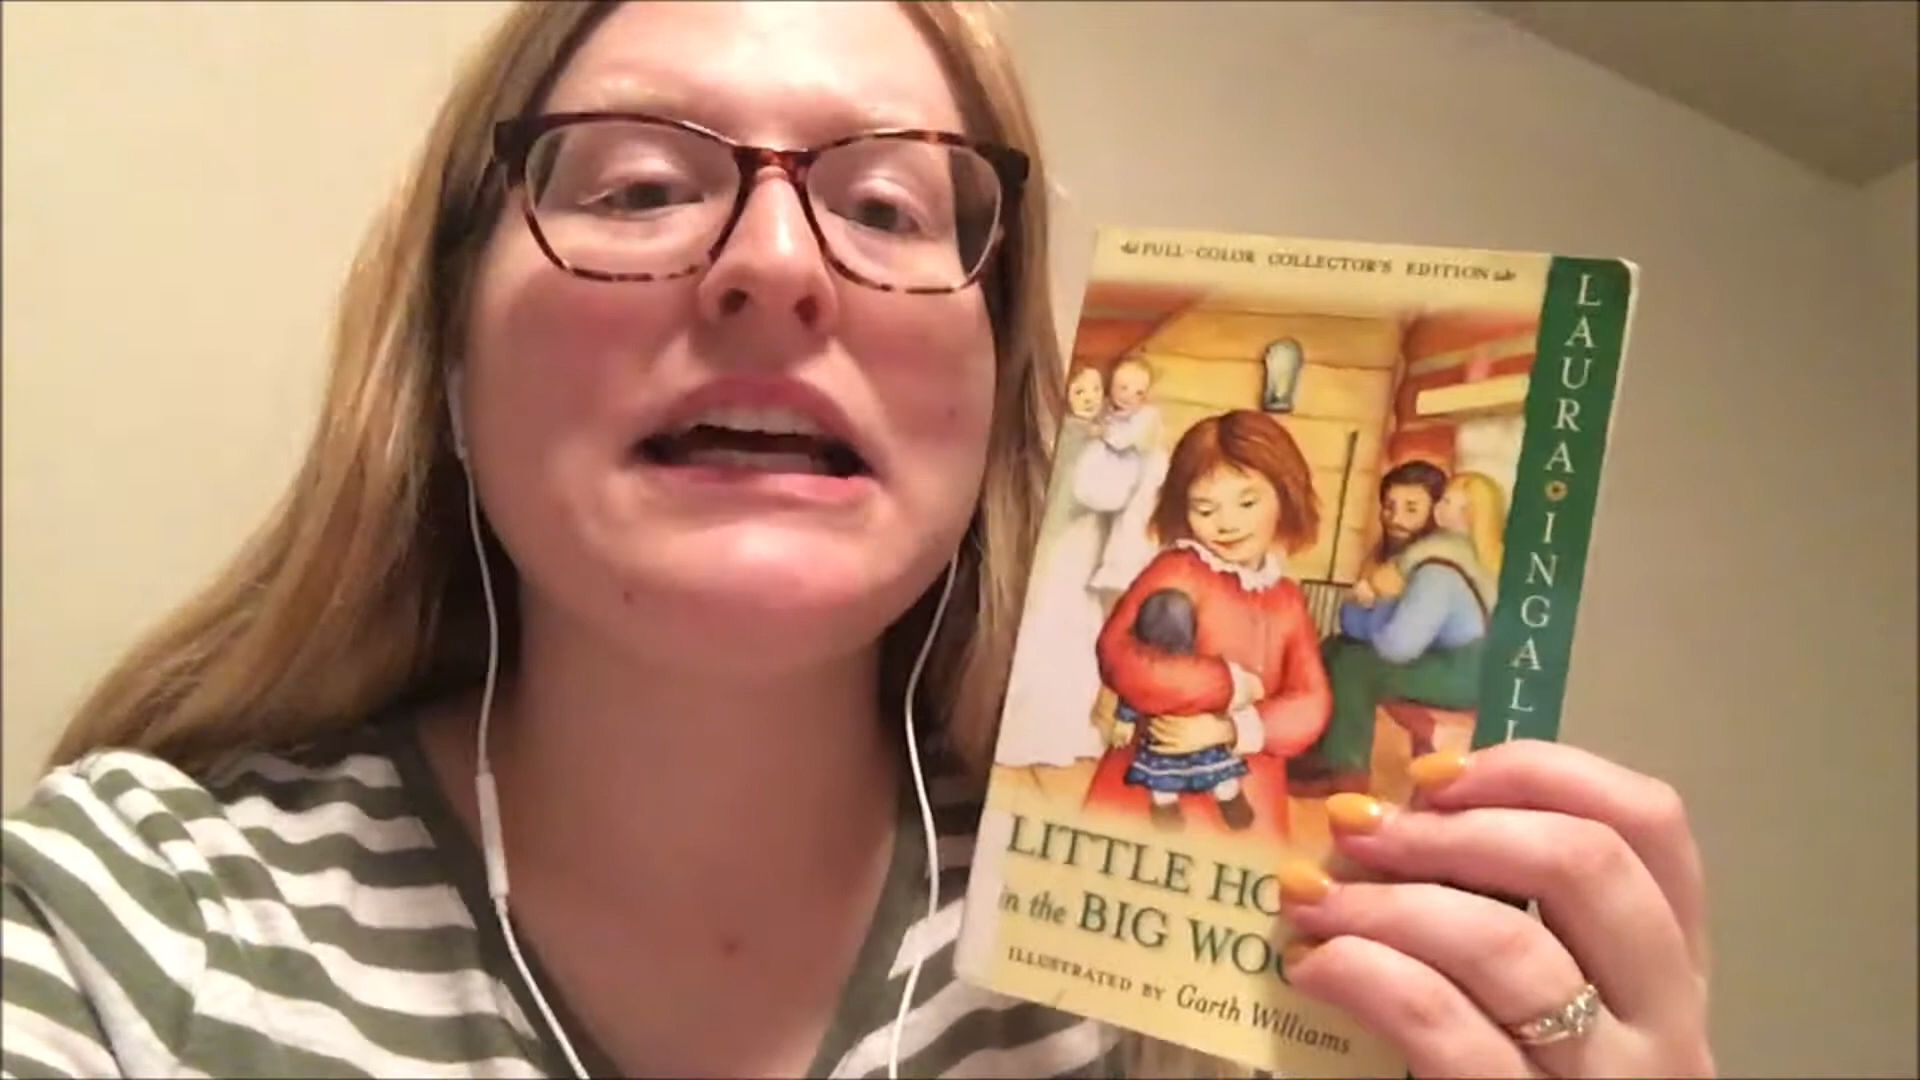 FULL-COLOR COLLECTOR'S EDITION
LAURA INGALL
LITTLE HO
in the BIG WOO
ILLUSTRATED BY Garth Williams